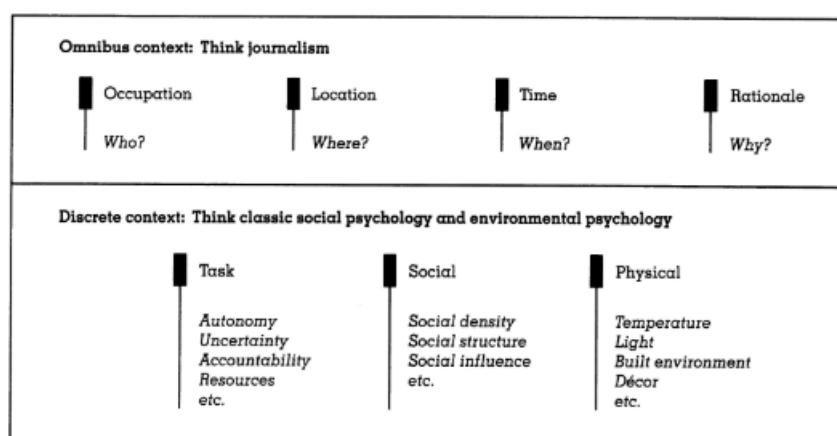 Omnibus context: Think journalism
Occupation
Location
Time
Rationale
Who?
Where?
When?
Why?
Discrete context: Think classic social psychology and environmental psychology
Task
Social
Physical
Autonomy
Uncertainty
Accountability
Resources
etc.
Social density
Social structure
Social influence
etc.
Temperature
Light
Built environment
Décor
etc.